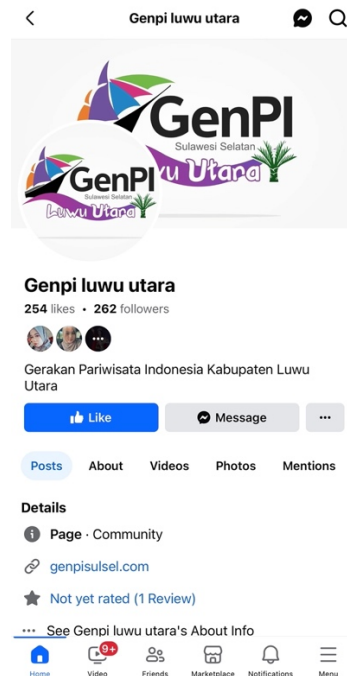 Genpi luwu utara
GenPI
Sulawesi Selatan
Luwu Utara
GenPI
Luwu Utara
Genpi luwu utara
254 likes • 262 followers
Gerakan Pariwisata Indonesia Kabupaten Luwu
Utara
Like
Message
Posts
About
Videos
Photos
Mentions
Details
Page · Community
genpisulsel.com
Not yet rated (1 Review)
See Genpi luwu utara's About Info
9+
Home
Video
Friends
Marketplace
Notifications
Menu